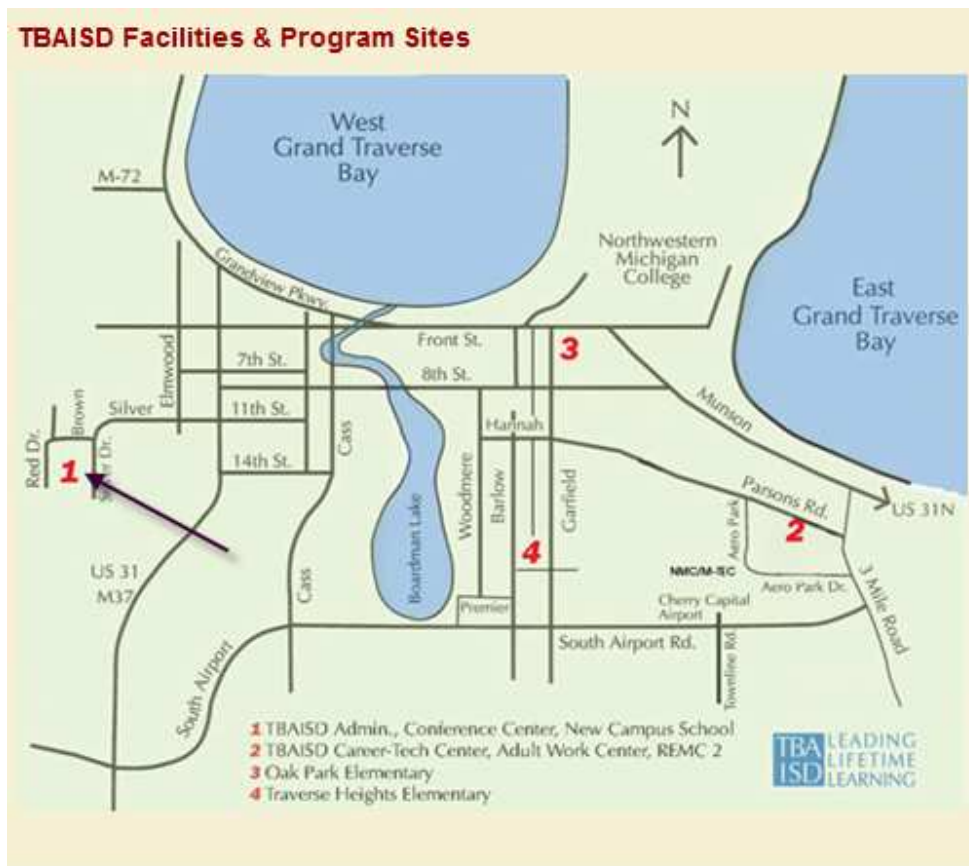 TBAISD Facilities & Program Sites
West
Grand Traverse
Bay
N
M-72
Northwestern
Michigan
College
Grandview Pkwy.
East
Grand Traverse
Bay
Front St.
3
7th St.
8th St.
Elmwood
Munson
Brown
Silver
11th St.
Hannah
Cass
Red Dr.
1
Dr.
14th St.
Woodmere
Barlow
Garfield
Parsons Rd.
US 31N
Aero Park
2
4
Boardman Lake
US 31
M37
Cass
NMC/M-TEC
Aero Park Dr.
3 Mile Road
Premier
Cherry Capital
Airport
South Airport Rd.
Townline Rd.
South Airport
1 TBAISD Admin., Conference Center, New Campus School
2 TBAISD Career-Tech Center, Adult Work Center, REMC 2
3 Oak Park Elementary
4 Traverse Heights Elementary
TBA
ISD
LEADING
LIFETIME
LEARNING